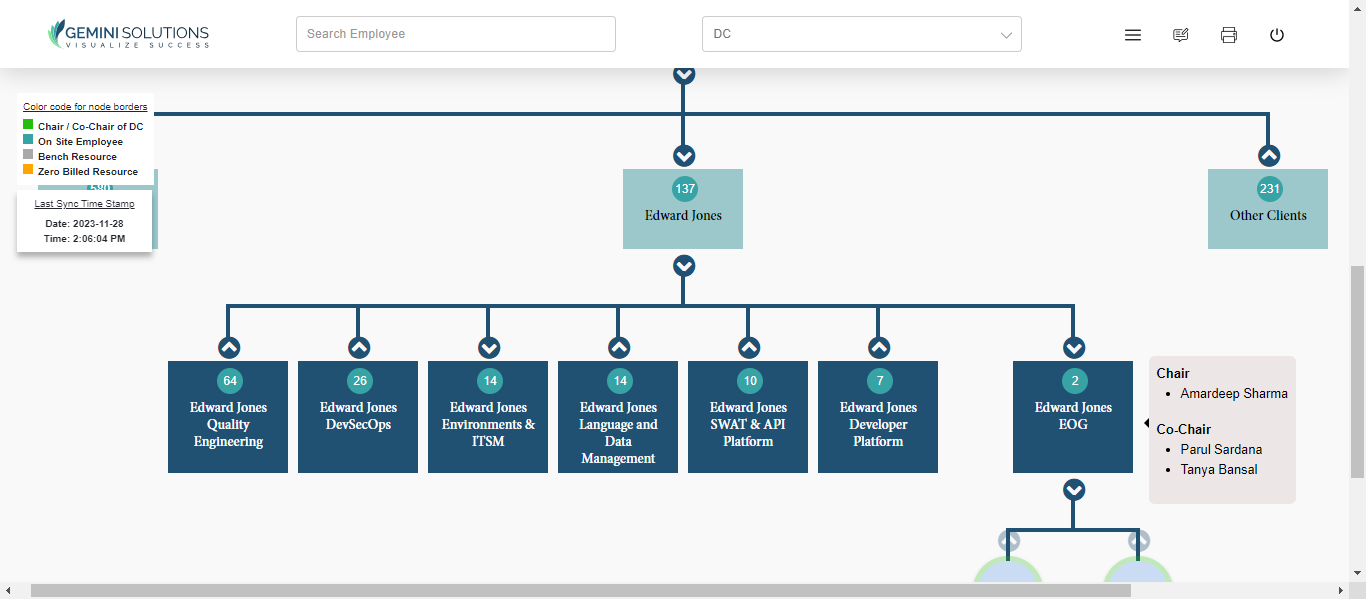 GEMINI SOLUTIONS
VISUALIZE SUCCESS
Search Employee
DC
Color code for node borders
Chair / Co-Chair of DC
On Site Employee
Bench Resource
Zero Billed Resource
Last Sync Time Stamp
Date: 2023-11-28
Time: 2:06:04 PM
137
Edward Jones
231
Other Clients
64
Edward Jones
Quality
Engineering
26
Edward Jones
DevSecOps
14
Edward Jones
Environments &
ITSM
14
Edward Jones
Language and
Data
Management
10
Edward Jones
SWAT & API
Platform
7
Edward Jones
Developer
Platform
2
Edward Jones
EOG
Chair
Amardeep Sharma
Co-Chair
Parul Sardana
Tanya Bansal